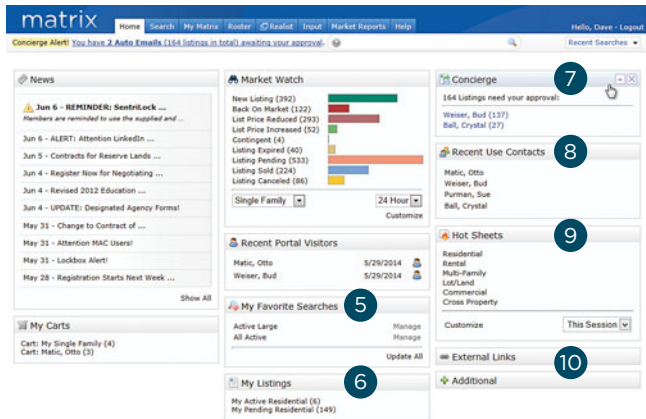 matrix
Home Search My Matrix Roster Realist Input Market Reports Help
Hello, Dave - Logout
Concierge Alert! You have 2 Auto Emails (164 listings in total) awaiting your approval.
Recent Searches
News
Jun 6 - REMINDER: SentriLock ...
Members are reminded to use the supplied and ...
Jun 6 - ALERT: Attention LinkedIn ...
Jun 5 - Contracts for Reserve Lands ...
Jun 4 - Register Now for Negotiating ...
Jun 4 - Revised 2012 Education ...
Jun 4 - UPDATE: Designated Agency Forms!
May 31 - Change to Contract of ...
May 31 - Attention MAC Users!
May 31 - Lockbox Alert!
May 28 - Registration Starts Next Week ...
Show All
My Carts
Cart: My Single Family (4)
Cart: Matic, Otto (3)
Market Watch
New Listing (392)
Back On Market (122)
List Price Reduced (293)
List Price Increased (52)
Contingent (4)
Listing Expired (40)
Listing Pending (533)
Listing Sold (224)
Listing Canceled (86)
Single Family 24 Hour
Customize
Recent Portal Visitors
Matic, Otto 5/29/2014
Weiser, Bud 5/29/2014
My Favorite Searches 5
Active Large Manage
All Active Manage
Update All
My Listings 6
My Active Residential (6)
My Pending Residential (149)
Concierge 7
164 Listings need your approval:
Weiser, Bud (137)
Ball, Crystal (27)
Recent Use Contacts 8
Matic, Otto
Weiser, Bud
Purman, Sue
Ball, Crystal
Hot Sheets 9
Residential
Rental
Multi-Family
Lot/Land
Commercial
Cross Property
Customize This Session
External Links 10
Additional